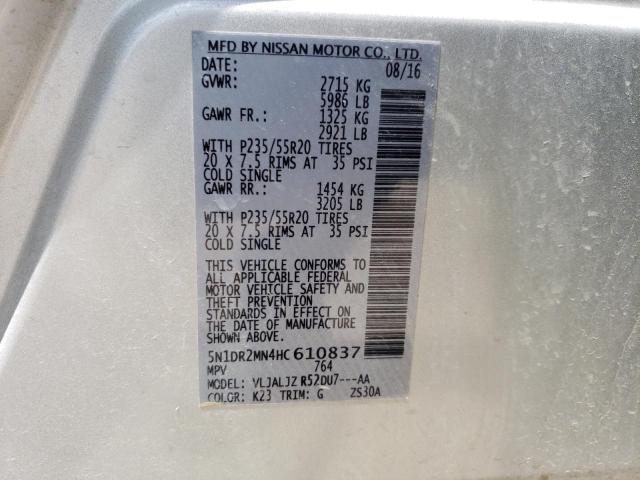 MFD BY NISSAN MOTOR CO., LTD.
DATE: 08/16
GVWR: 2715 KG
5986 LB
GAWR FR.: 1325 KG
2921 LB
WITH P235/55R20 TIRES
20 X 7.5 RIMS AT 35 PSI
COLD SINGLE
GAWR RR.: 1454 KG
3205 LB
WITH P235/55R20 TIRES
20 X 7.5 RIMS AT 35 PSI
COLD SINGLE
THIS VEHICLE CONFORMS TO
ALL APPLICABLE FEDERAL
MOTOR VEHICLE SAFETY AND
THEFT PREVENTION
STANDARDS IN EFFECT ON
THE DATE OF MANUFACTURE
SHOWN ABOVE.
5N1DR2MN4HC610837
MPV 764
MODEL: VLJALJZ R52DU7---AA
COLOR: K23 TRIM: G ZS30A